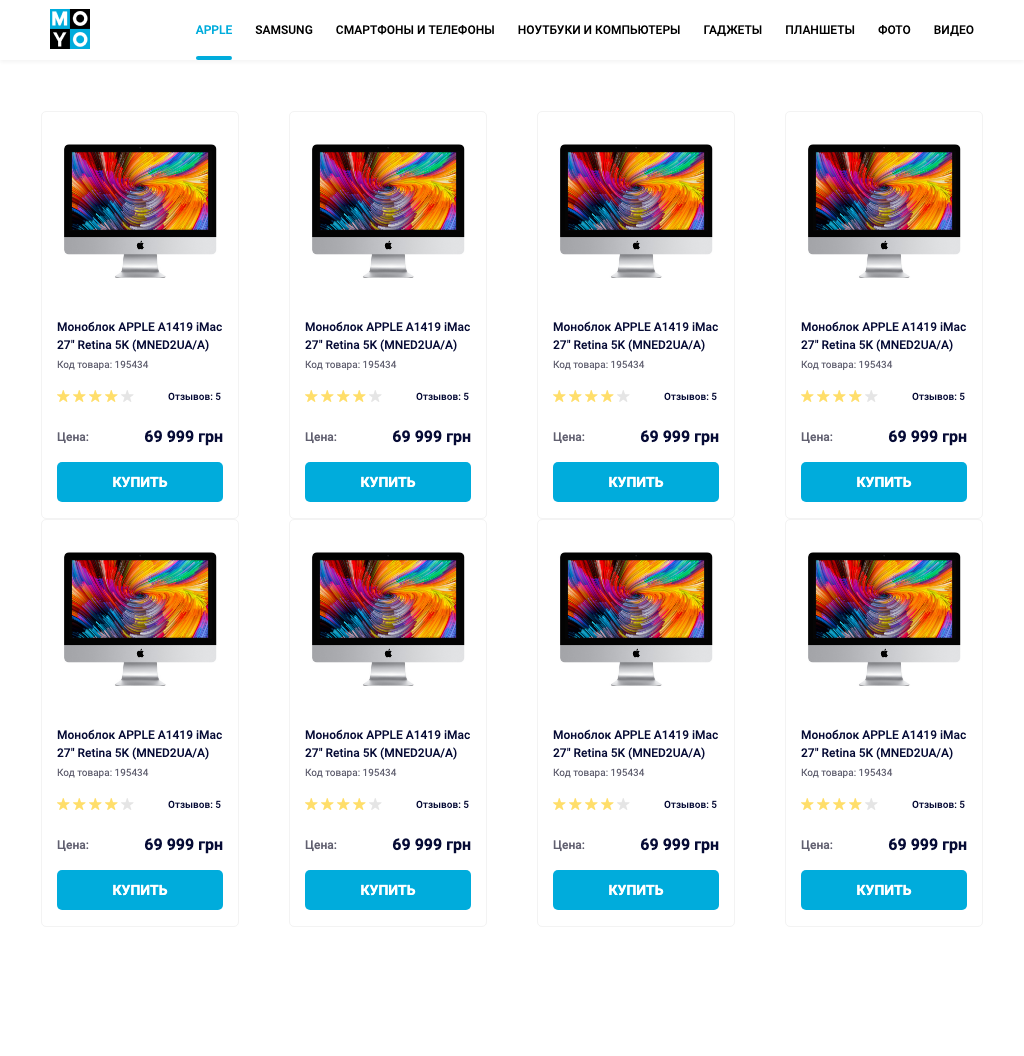 MO
YO
APPLE SAMSUNG СМАРТФОНЫ И ТЕЛЕФОНЫ НОУТБУКИ И КОМПЬЮТЕРЫ ГАДЖЕТЫ ПЛАНШЕТЫ ФОТО ВИДЕО
Моноблок APPLE A1419 iMac
27" Retina 5K (MNED2UA/A)
Код товара: 195434
Отзывов: 5
Цена: 69 999 грн
КУПИТЬ
Моноблок APPLE A1419 iMac
27" Retina 5K (MNED2UA/A)
Код товара: 195434
Отзывов: 5
Цена: 69 999 грн
КУПИТЬ
Моноблок APPLE A1419 iMac
27" Retina 5K (MNED2UA/A)
Код товара: 195434
Отзывов: 5
Цена: 69 999 грн
КУПИТЬ
Моноблок APPLE A1419 iMac
27" Retina 5K (MNED2UA/A)
Код товара: 195434
Отзывов: 5
Цена: 69 999 грн
КУПИТЬ
Моноблок APPLE A1419 iMac
27" Retina 5K (MNED2UA/A)
Код товара: 195434
Отзывов: 5
Цена: 69 999 грн
КУПИТЬ
Моноблок APPLE A1419 iMac
27" Retina 5K (MNED2UA/A)
Код товара: 195434
Отзывов: 5
Цена: 69 999 грн
КУПИТЬ
Моноблок APPLE A1419 iMac
27" Retina 5K (MNED2UA/A)
Код товара: 195434
Отзывов: 5
Цена: 69 999 грн
КУПИТЬ
Моноблок APPLE A1419 iMac
27" Retina 5K (MNED2UA/A)
Код товара: 195434
Отзывов: 5
Цена: 69 999 грн
КУПИТЬ